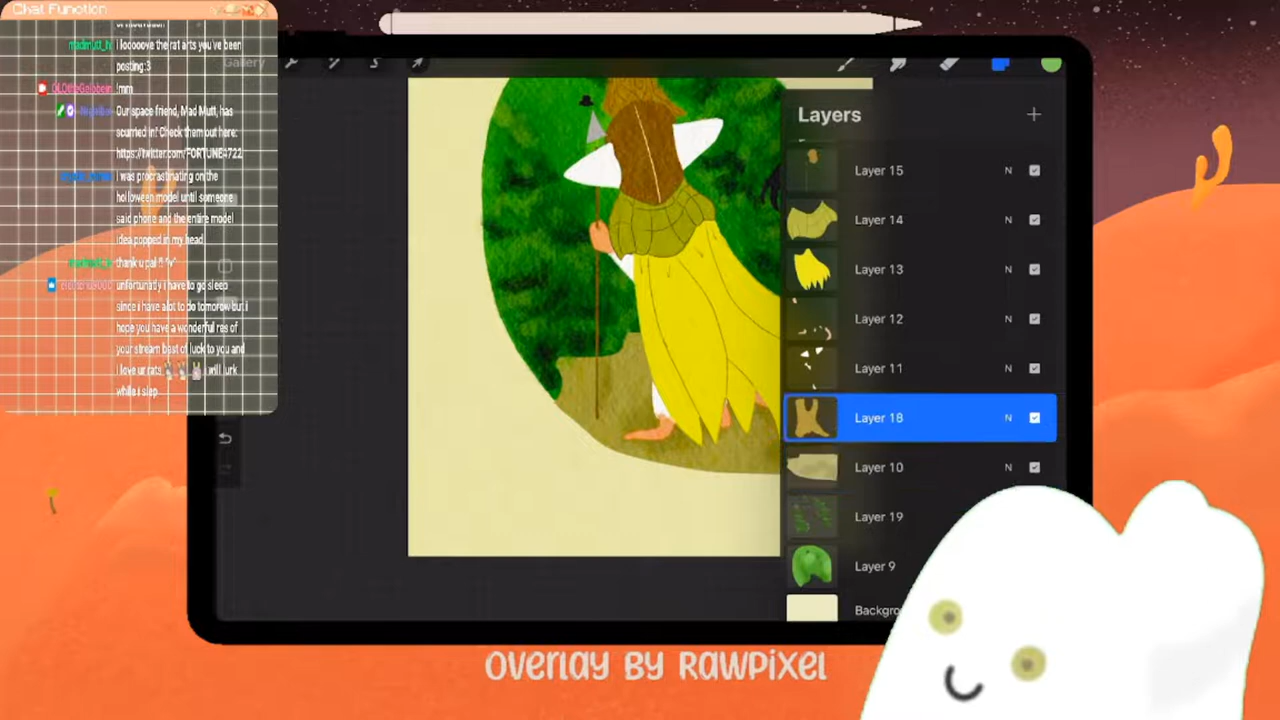 Chat Function
madmutt_tv i looooove the rat arts you've been
posting:3
!mm
Our space friend, Mad Mutt, has
scurried in! Check them out here:
https://twitter.com/FORTUNE4722
i was procrastinating on the
holloween model until someone
said phone and the entire model
idea popped in my head
thank u pal !!
unfortunatly i have to go sleep
since i have alot to do tomorow but i
hope you have a wonderful res of
your stream best of luck to you and
i love ur rats i will lurk
while i slep
Gallery
Layers
Layer 15 N
Layer 14 N
Layer 13 N
Layer 12 N
Layer 11 N
Layer 18 N
Layer 10 N
Layer 19
Layer 9
OVERLAY BY RAWPIXEL